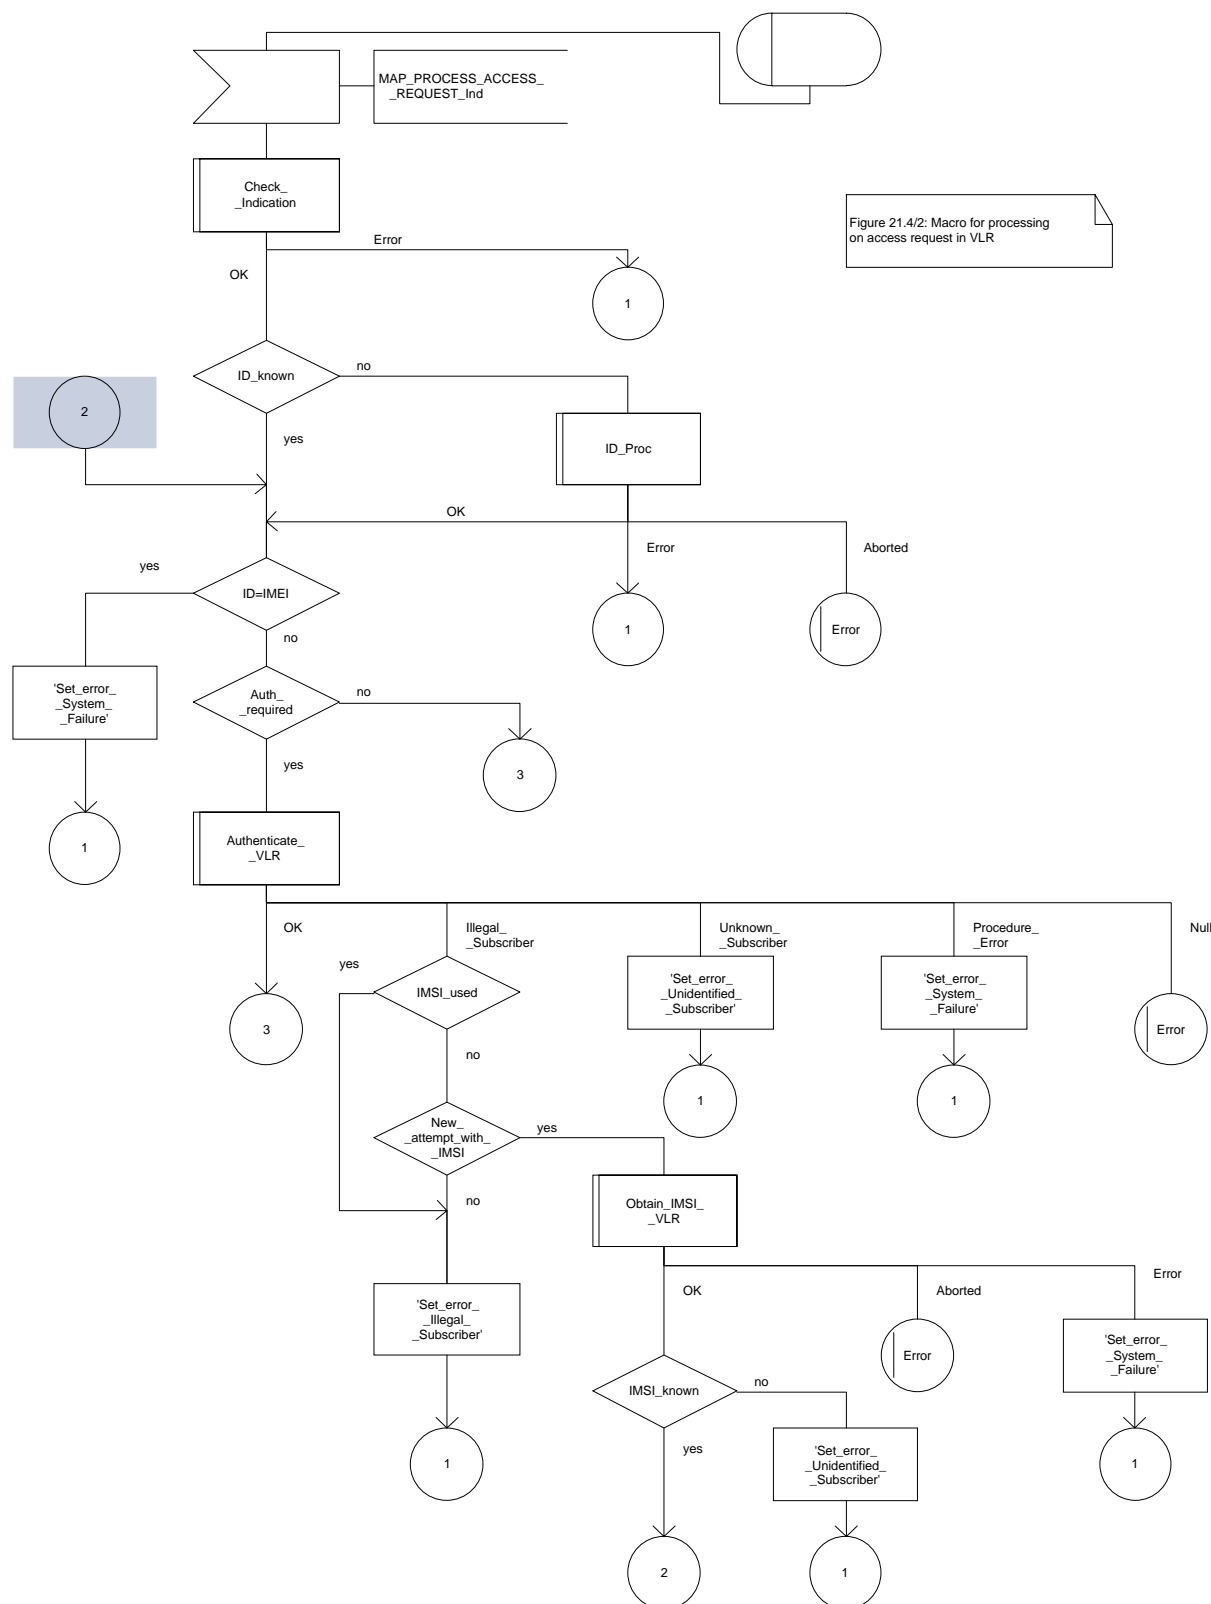 MAP_PROCESS_ACCESS_
_REQUEST_Ind
Check_
_Indication
Figure 21.4/2: Macro for processing
on access request in VLR
Error
OK
1
ID_known
no
2
yes
ID_Proc
OK
Error
Aborted
yes
ID=IMEI
1
Error
no
'Set_error_
_System_
_Failure'
Auth_
_required
no
yes
3
1
Authenticate_
_VLR
OK
Illegal_
_Subscriber
Unknown_
_Subscriber
Procedure_
_Error
Null
yes
IMSI_used
'Set_error_
_Unidentified_
_Subscriber'
'Set_error_
_System_
_Failure'
3
Error
no
1
1
New_
_attempt_with_
_IMSI
yes
no
Obtain_IMSI_
_VLR
OK
Aborted
Error
'Set_error_
_Illegal_
_Subscriber'
Error
'Set_error_
_System_
_Failure'
IMSI_known
no
yes
1
'Set_error_
_Unidentified_
_Subscriber'
1
2
1